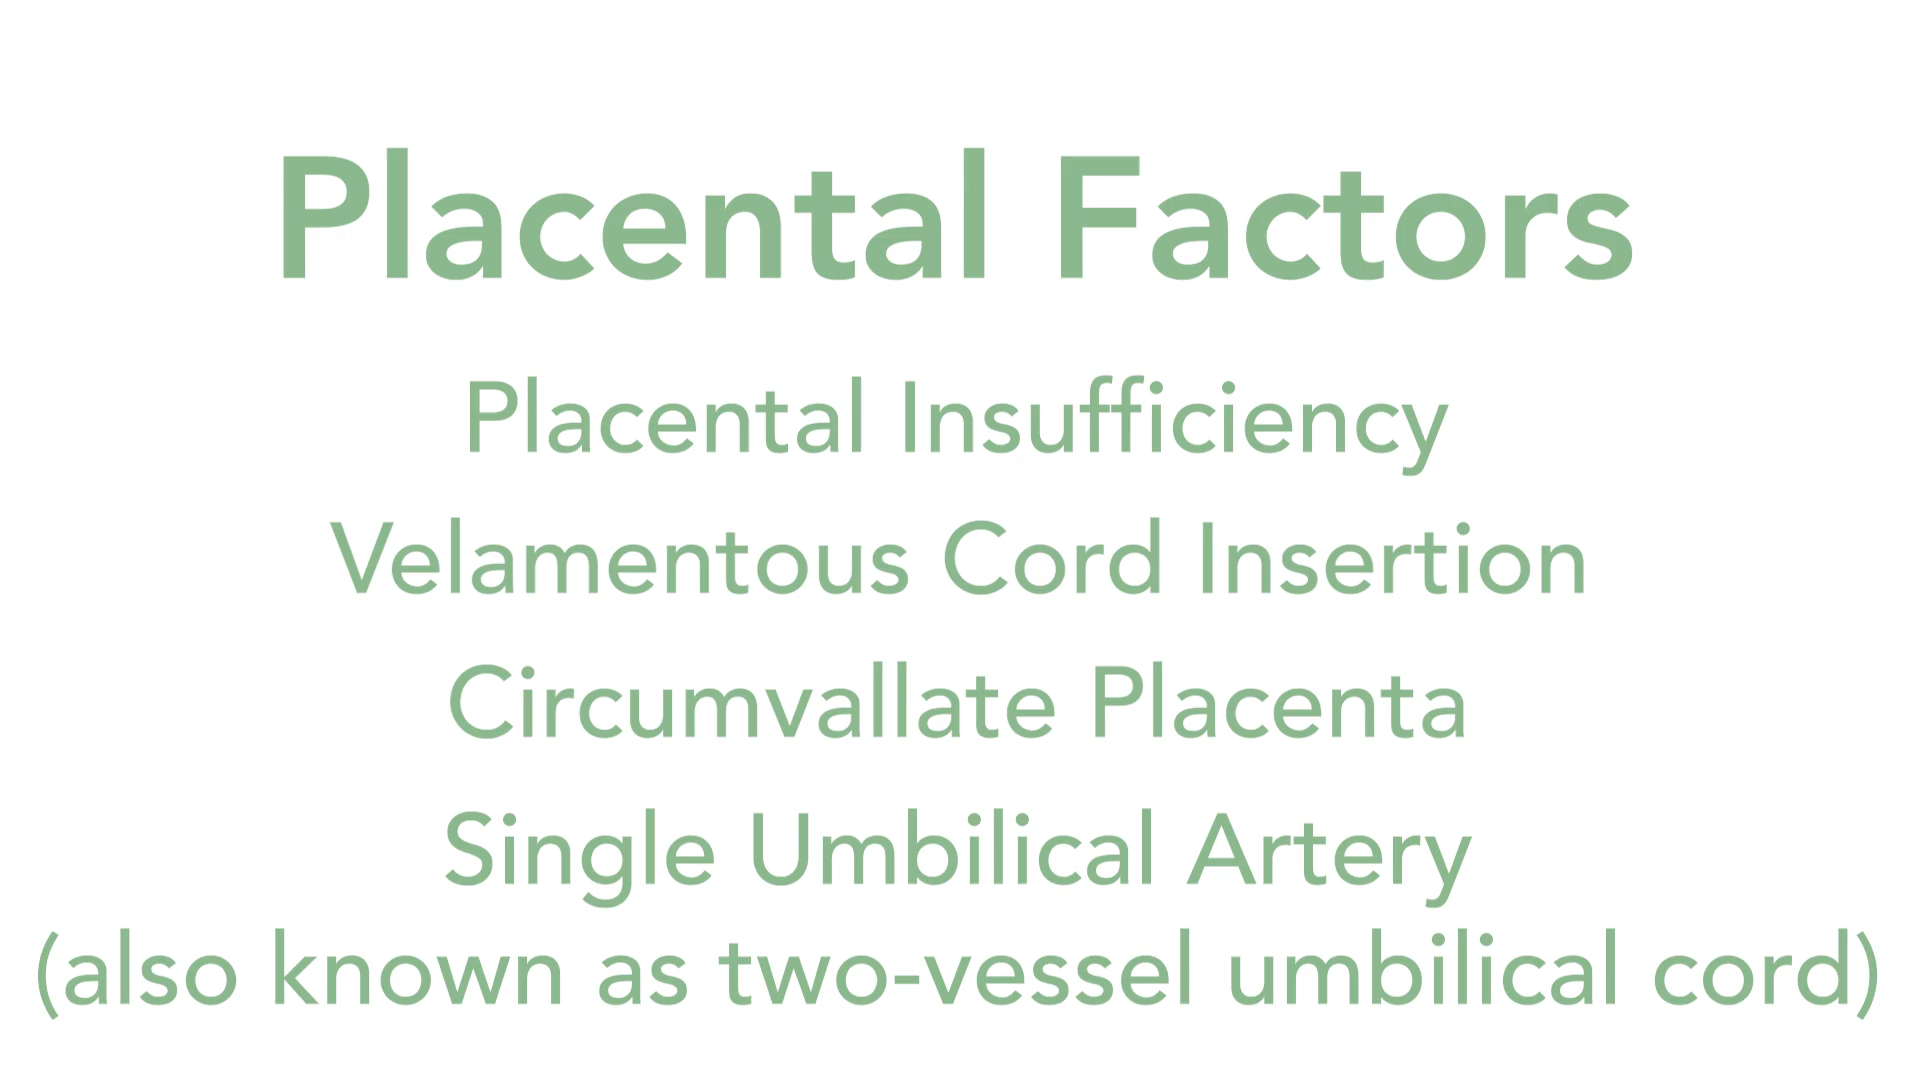 Placental Factors
Placental Insufficiency
Velamentous Cord Insertion
Circumvallate Placenta
Single Umbilical Artery
(also known as two-vessel umbilical cord)